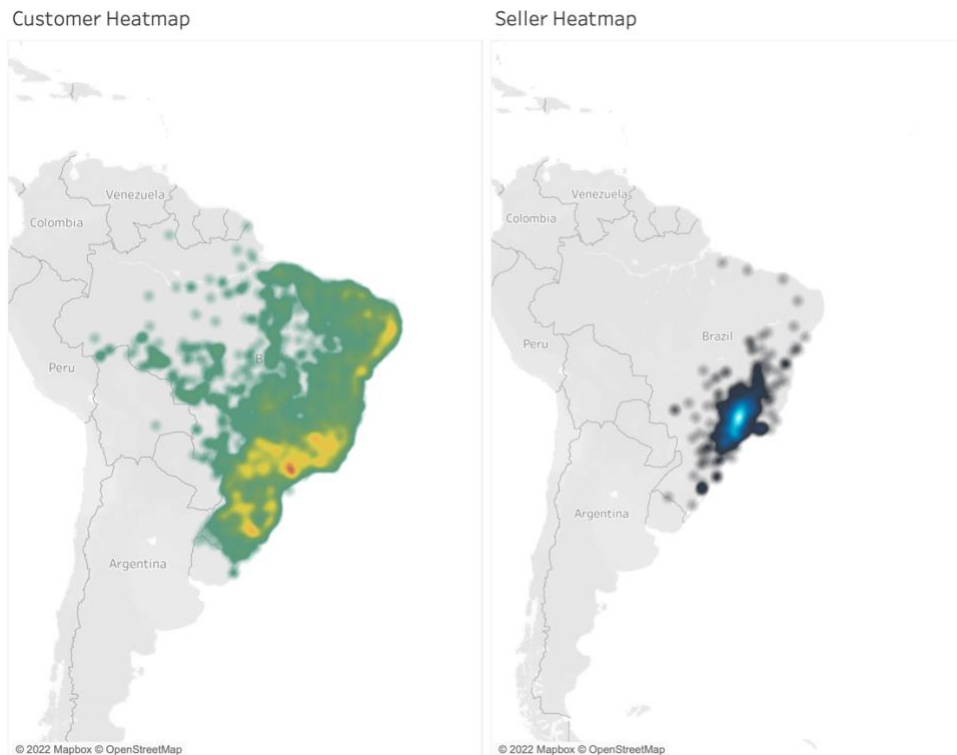 Customer Heatmap
Venezuela
Colombia
B
Peru
Argentina
© 2022 Mapbox © OpenStreetMap
Seller Heatmap
Venezuela
Colombia
Brazil
Peru
Argentina
© 2022 Mapbox © OpenStreetMap